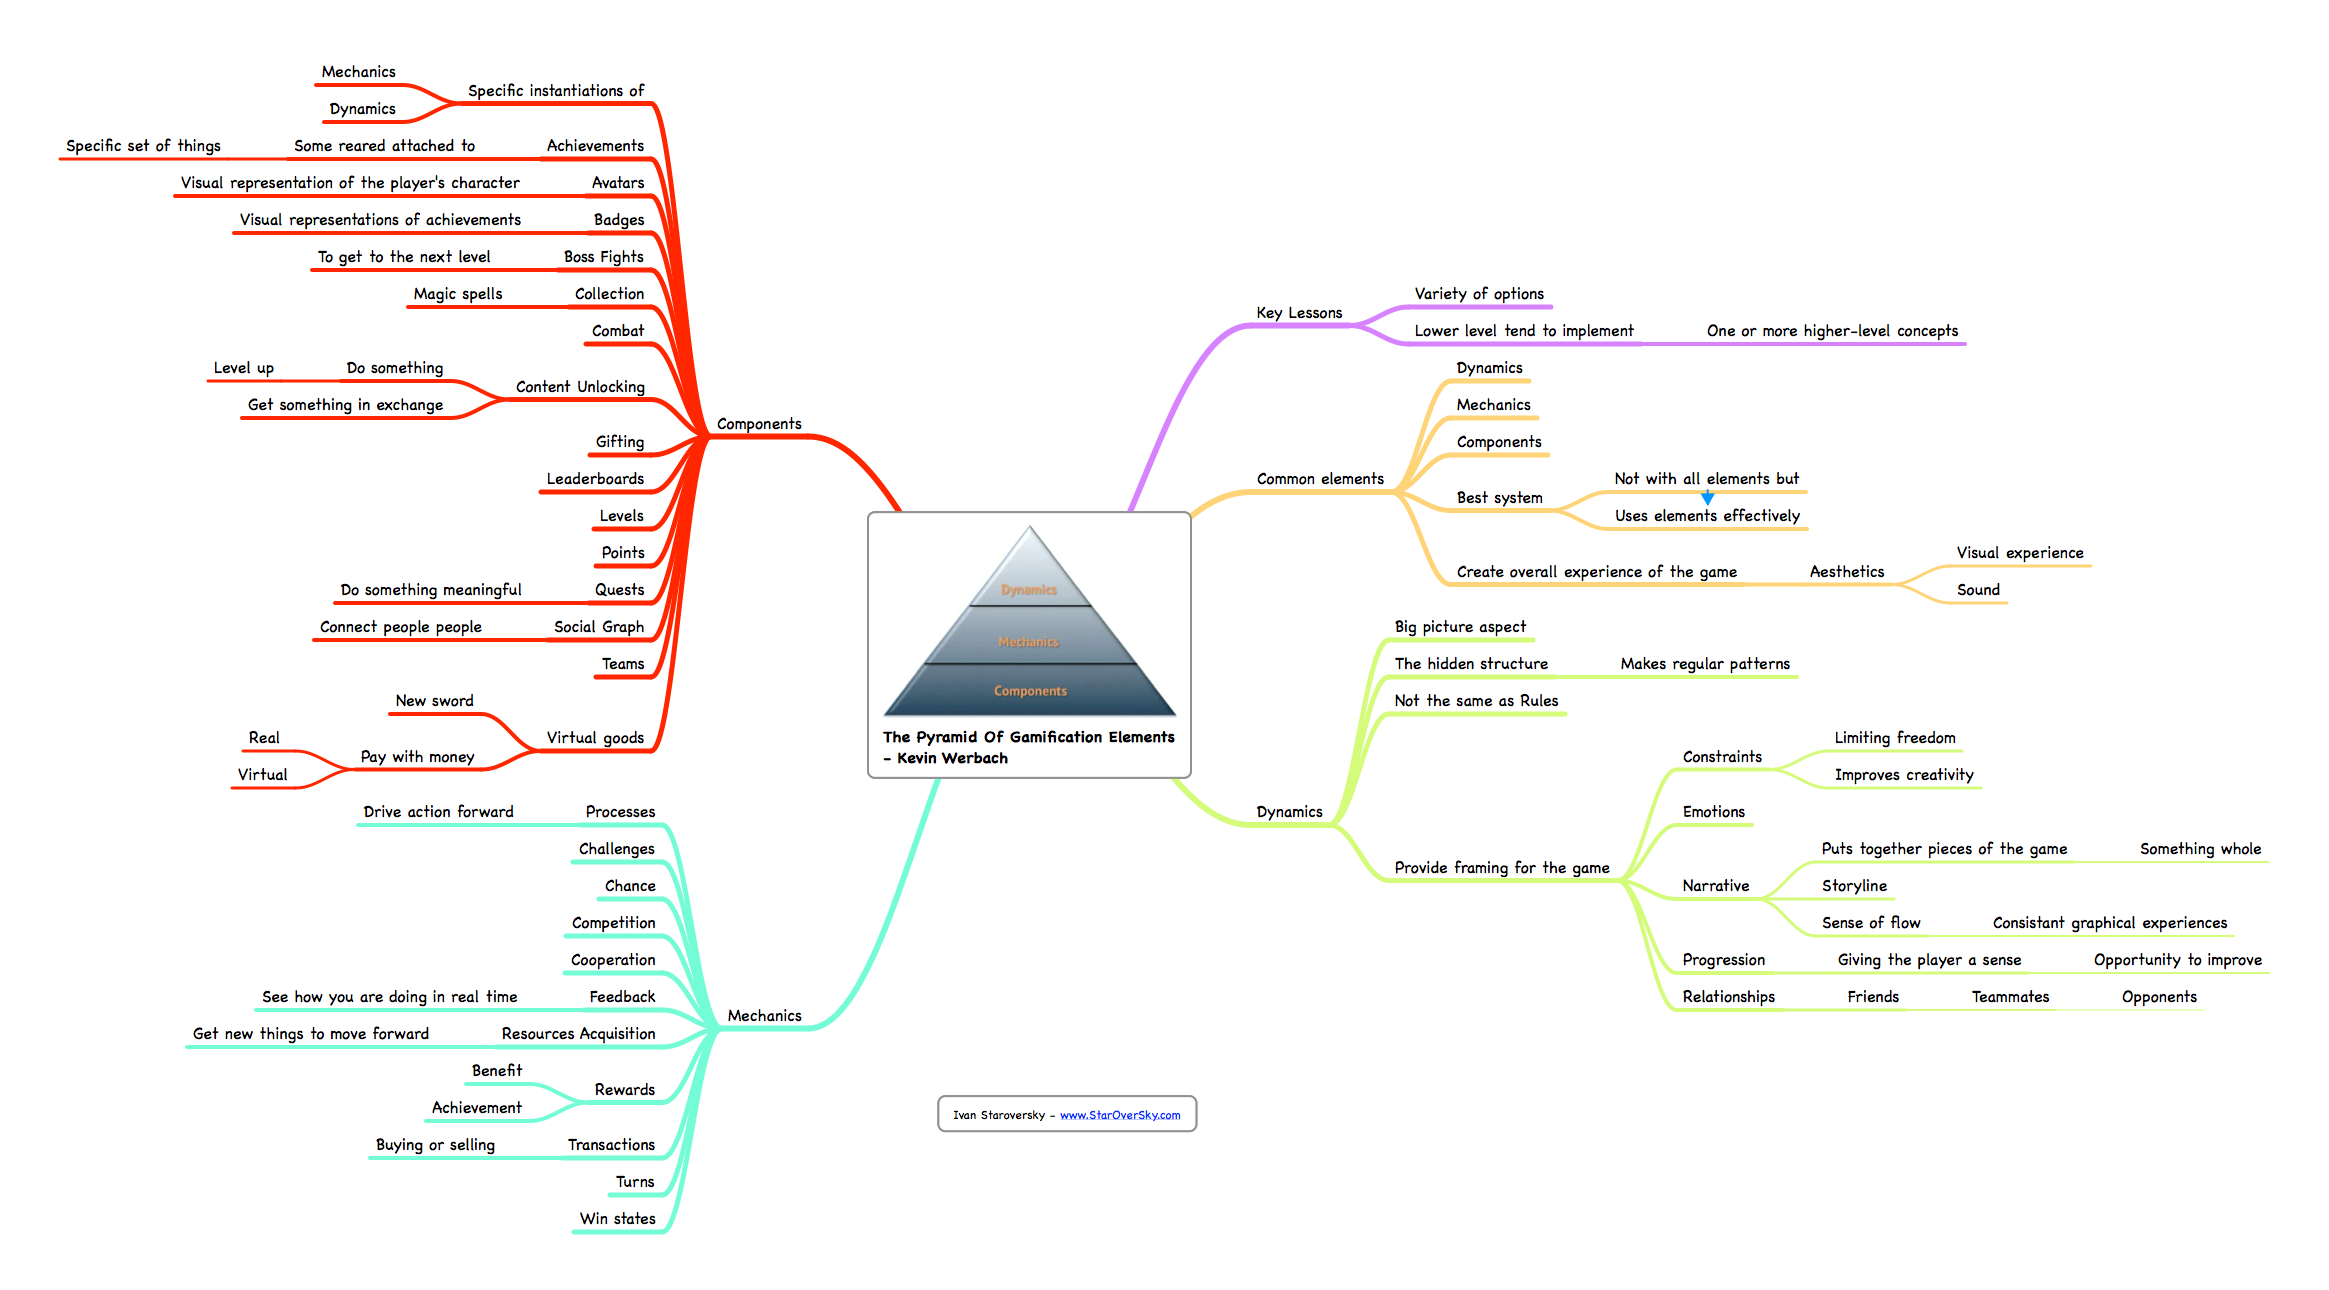 Mechanics
Specific instantiations of
Dynamics
Specific set of things
Some reared attached to
Achievements
Visual representation of the player's character
Avatars
Visual representations of achievements
Badges
To get to the next level
Boss Fights
Magic spells
Collection
Combat
Level up
Do something
Content Unlocking
Get something in exchange
Components
Gifting
Leaderboards
Levels
Points
Do something meaningful
Quests
Connect people people
Social Graph
Teams
New sword
Virtual goods
Real
Pay with money
Virtual
Drive action forward
Processes
Challenges
Chance
Competition
Cooperation
See how you are doing in real time
Feedback
Mechanics
Get new things to move forward
Resources Acquisition
Benefit
Rewards
Achievement
Buying or selling
Transactions
Turns
Win states
Dynamics
Mechanics
Components
The Pyramid Of Gamification Elements
- Kevin Werbach
Ivan Staroversky - www.StarOverSky.com
Key Lessons
Variety of options
Lower level tend to implement
One or more higher-level concepts
Common elements
Dynamics
Mechanics
Components
Best system
Not with all elements but
Uses elements effectively
Create overall experience of the game
Aesthetics
Visual experience
Sound
Dynamics
Big picture aspect
The hidden structure
Makes regular patterns
Not the same as Rules
Provide framing for the game
Constraints
Limiting freedom
Improves creativity
Emotions
Narrative
Puts together pieces of the game
Something whole
Storyline
Sense of flow
Consistant graphical experiences
Progression
Giving the player a sense
Opportunity to improve
Relationships
Friends
Teammates
Opponents